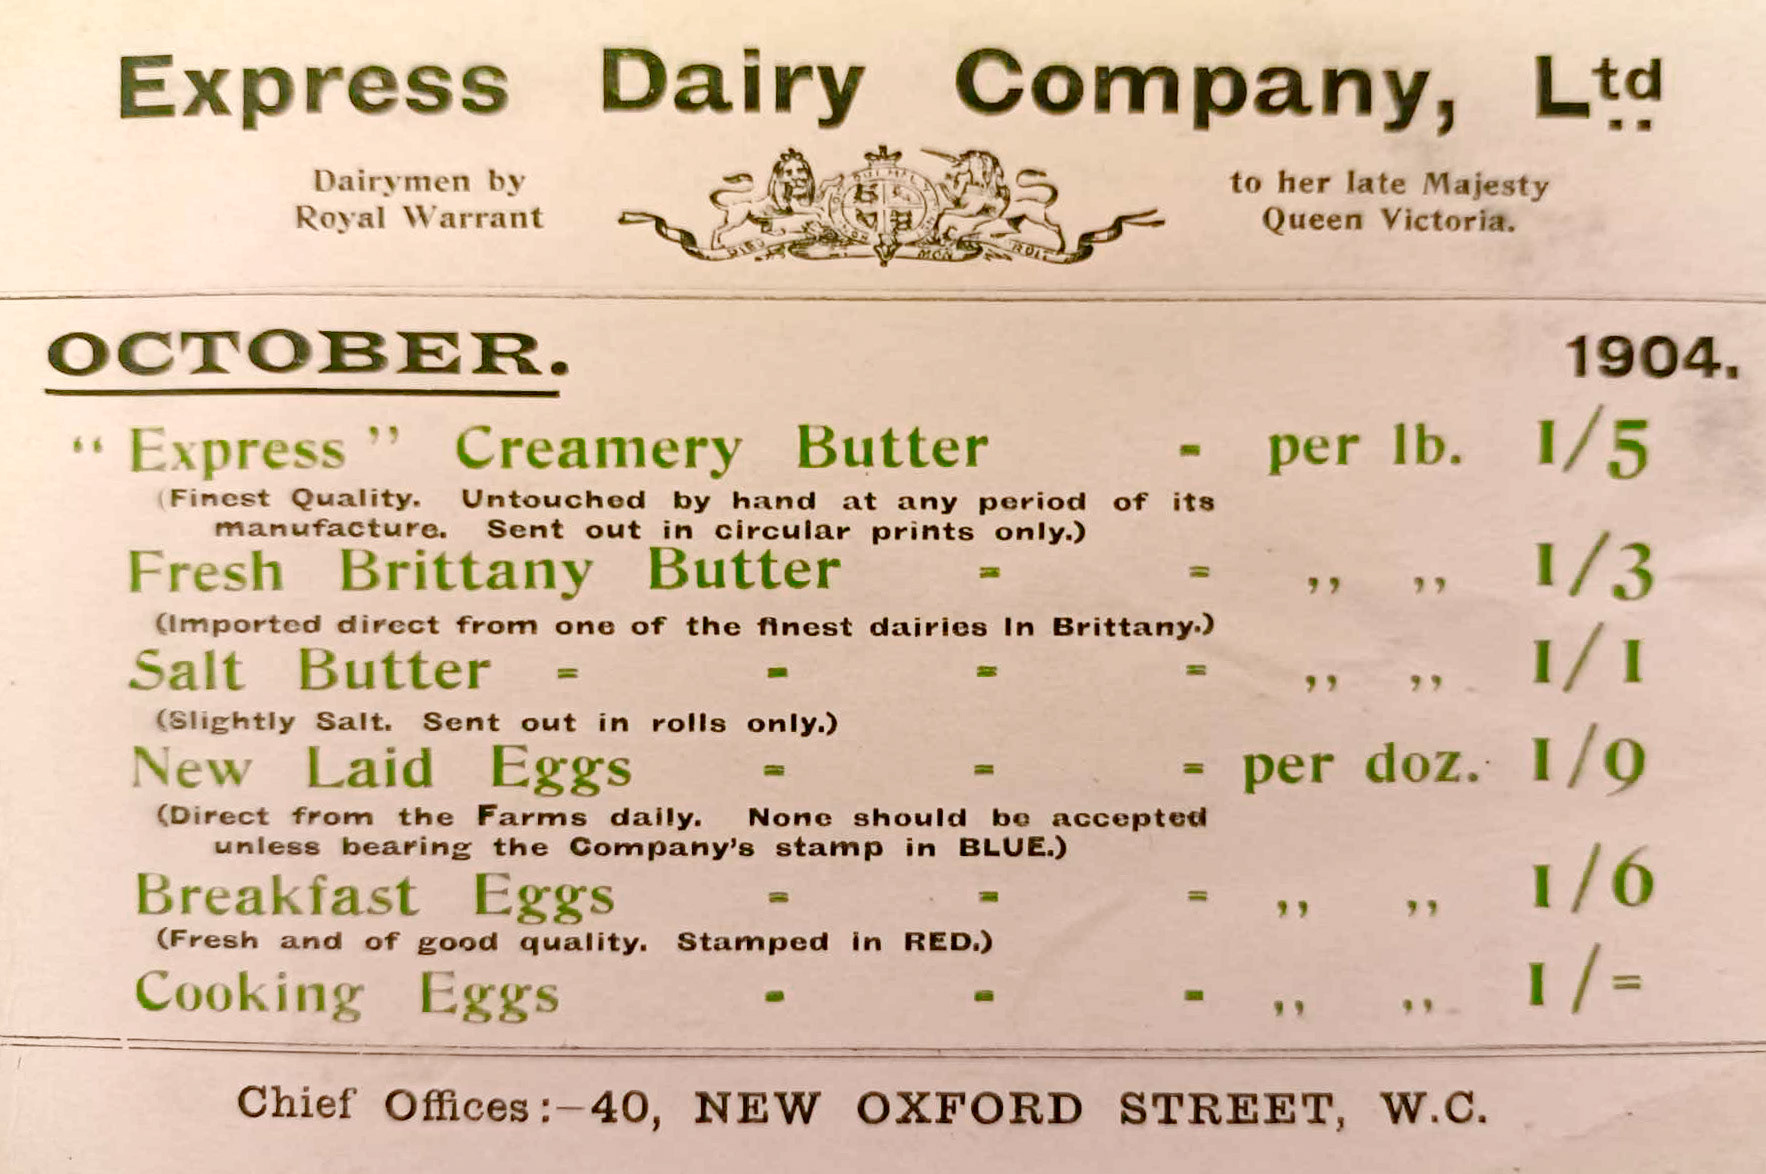 Express Dairy Company, Ltd
Dairymen by
Royal Warrant
to her late Majesty
Queen Victoria.
DIEU MON DROIT
OCTOBER. 1904.
“Express” Creamery Butter - per lb. 1/5
(Finest Quality. Untouched by hand at any period of its
manufacture. Sent out in circular prints only.)
Fresh Brittany Butter - - ,, ,, 1/3
(Imported direct from one of the finest dairies in Brittany.)
Salt Butter - - - - ,, ,, 1/1
(Slightly Salt. Sent out in rolls only.)
New Laid Eggs - - - per doz. 1/9
(Direct from the Farms daily. None should be accepted
unless bearing the Company's stamp in BLUE.)
Breakfast Eggs - - - ,, ,, 1/6
(Fresh and of good quality. Stamped in RED.)
Cooking Eggs - - - ,, ,, 1/-
Chief Offices:–40, NEW OXFORD STREET, W.C.